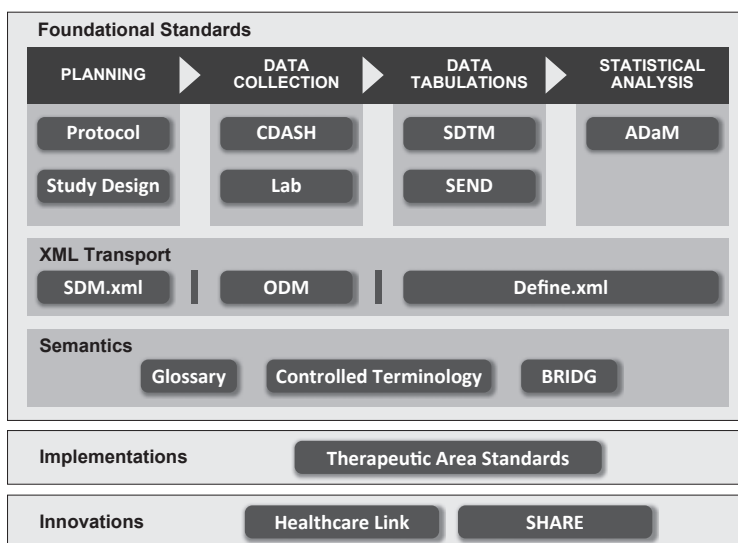 Foundational Standards
PLANNING
DATA
COLLECTION
DATA
TABULATIONS
STATISTICAL
ANALYSIS
Protocol
CDASH
SDTM
ADaM
Study Design
Lab
SEND
XML Transport
SDM.xml
ODM
Define.xml
Semantics
Glossary
Controlled Terminology
BRIDG
Implementations
Therapeutic Area Standards
Innovations
Healthcare Link
SHARE